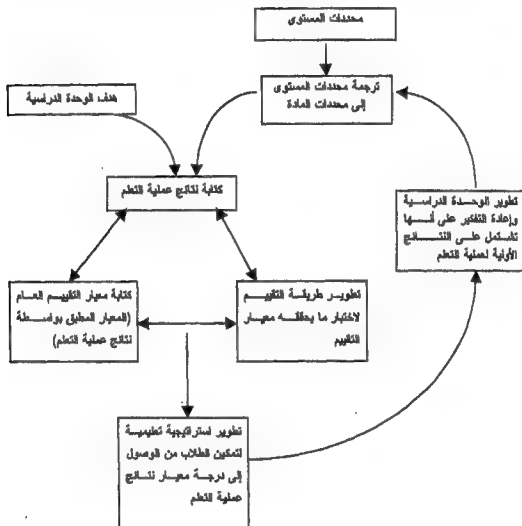 محددات المستوى
ترجمة محددات المستوى
إلى محددات المادة
هدف الوحدة الدراسية
كتابة نتائج عملية التعلم
تطوير الوحدة الدراسية
وإعادة التفكير على أنها
تشتمل على النتائج
الأولية لعملية التعلم
كتابة معيار التقييم العام
(المعيار المطبق بواسطة
نتائج عملية التعلم)
تطوير طريقة التقييم
لاختبار ما يحققه معيار
التقييم
تطوير استراتيجية تعليمية
لتمكين الطلاب من الوصول
إلى درجة معيار نتائج
عملية التعلم